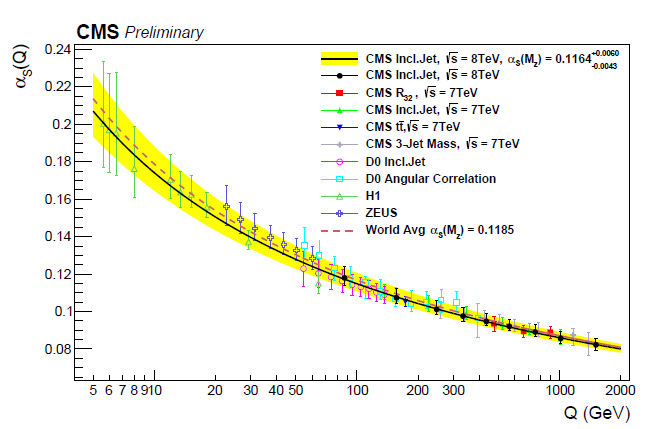 CMS Preliminary
αS(Q)
0.24
0.22
0.2
0.18
0.16
0.14
0.12
0.1
0.08
CMS Incl.Jet, √s = 8TeV, αS(MZ) = 0.1164 +0.0060 -0.0043
CMS Incl.Jet, √s = 8TeV
CMS R32 , √s = 7TeV
CMS Incl.Jet, √s = 7TeV
CMS tt̄,√s = 7TeV
CMS 3-Jet Mass, √s = 7TeV
D0 Incl.Jet
D0 Angular Correlation
H1
ZEUS
World Avg αS(MZ) = 0.1185
5 6 7 8 910 20 30 40 50 100 200 300 1000 2000
Q (GeV)